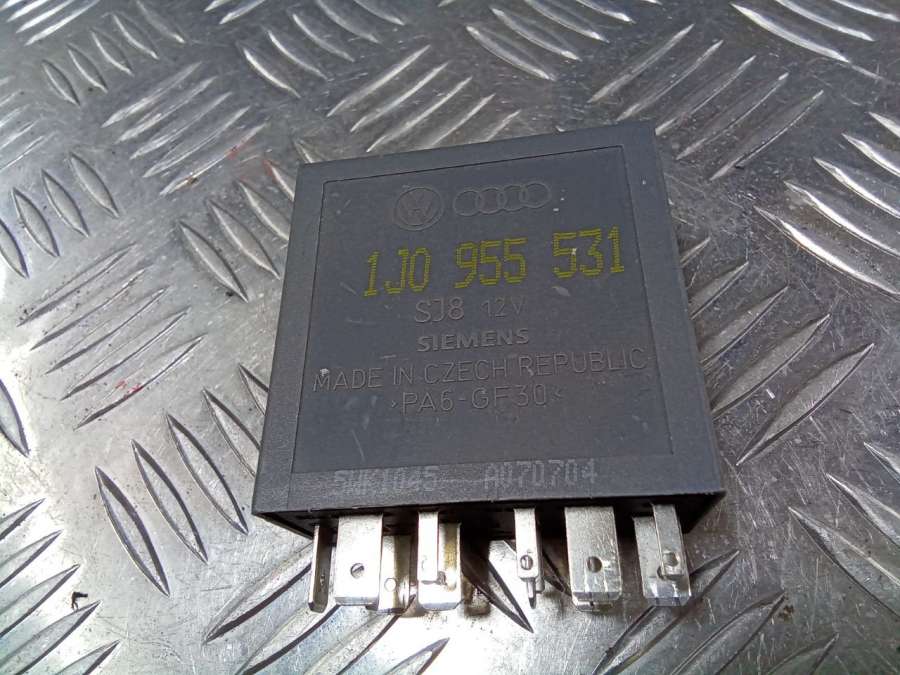 1J0 955 531
SJ8 12V
SIEMENS
MADE IN CZECH REPUBLIC
>PA6-GF30<
5WK1045 A070704